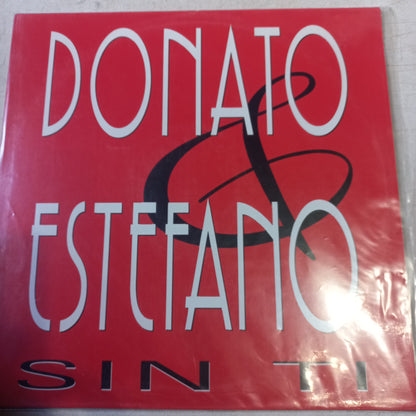 DONATO
&
ESTEFANO
SIN TI